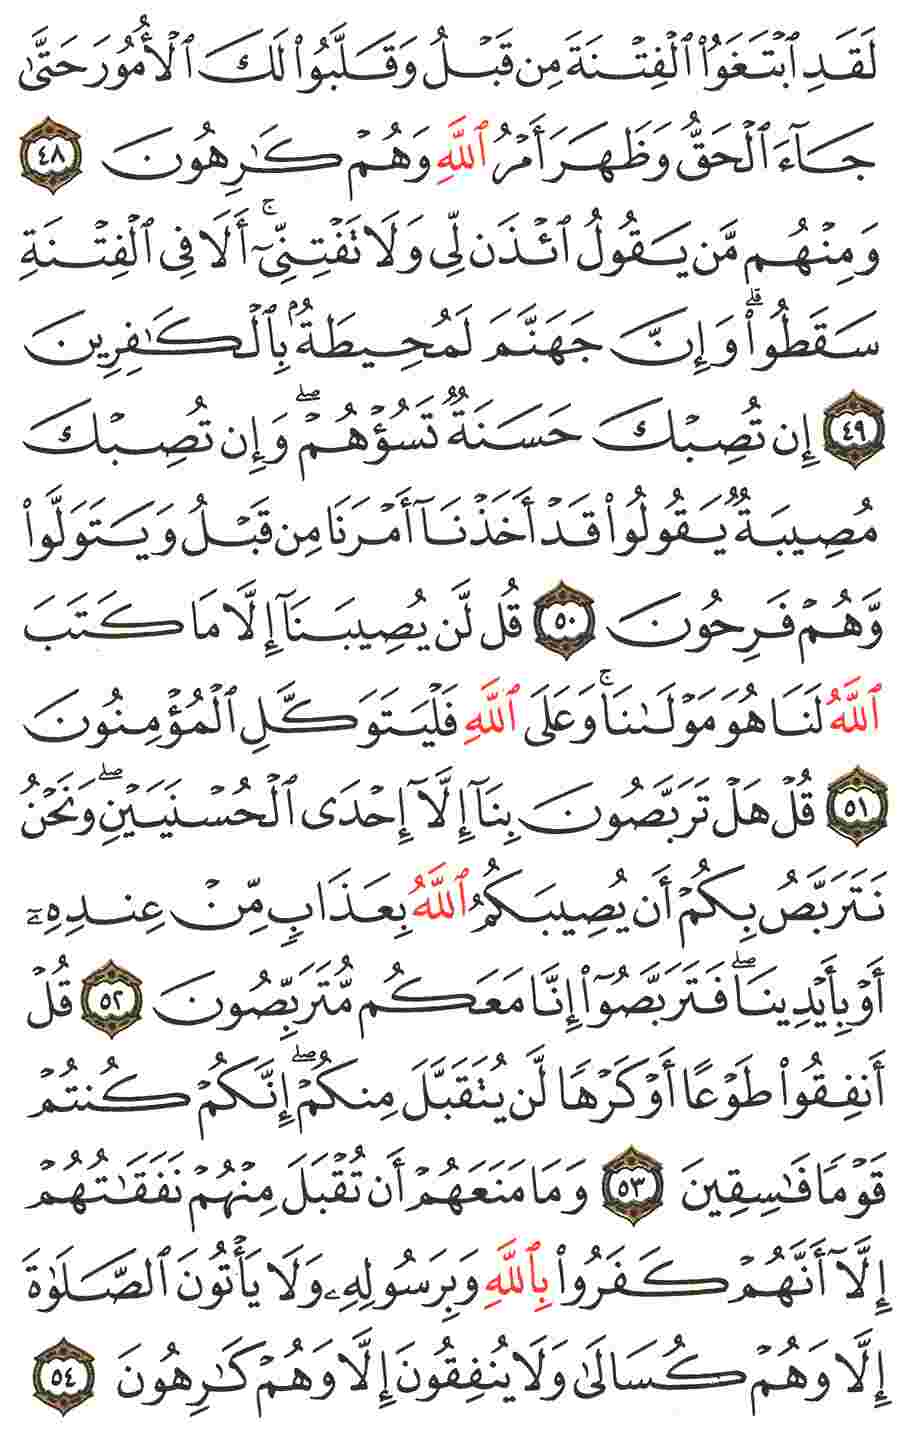 لَقَدِ ٱبْتَغَوُا۟ ٱلْفِتْنَةَ مِن قَبْلُ وَقَلَّبُوا۟ لَكَ ٱلْأُمُورَ حَتَّىٰ
جَآءَ ٱلْحَقُّ وَظَهَرَ أَمْرُ ٱللَّهِ وَهُمْ كَـٰرِهُونَ ٤٨
وَمِنْهُم مَّن يَقُولُ ٱئْذَن لِّى وَلَا تَفْتِنِّىٓ ۚ أَلَا فِى ٱلْفِتْنَةِ
سَقَطُوا۟ ۗ وَإِنَّ جَهَنَّمَ لَمُحِيطَةٌۢ بِٱلْكَـٰفِرِينَ
٤٩ إِن تُصِبْكَ حَسَنَةٌ تَسُؤْهُمْ ۖ وَإِن تُصِبْكَ
مُصِيبَةٌ يَقُولُوا۟ قَدْ أَخَذْنَآ أَمْرَنَا مِن قَبْلُ وَيَتَوَلَّوا۟
وَّهُمْ فَرِحُونَ ٥٠ قُل لَّن يُصِيبَنَآ إِلَّا مَا كَتَبَ
ٱللَّهُ لَنَا هُوَ مَوْلَىٰنَا ۚ وَعَلَى ٱللَّهِ فَلْيَتَوَكَّلِ ٱلْمُؤْمِنُونَ
٥١ قُلْ هَلْ تَرَبَّصُونَ بِنَآ إِلَّآ إِحْدَى ٱلْحُسْنَيَيْنِ ۖ وَنَحْنُ
نَتَرَبَّصُ بِكُمْ أَن يُصِيبَكُمُ ٱللَّهُ بِعَذَابٍ مِّنْ عِندِهِۦٓ
أَوْ بِأَيْدِينَا ۖ فَتَرَبَّصُوٓا۟ إِنَّا مَعَكُم مُّتَرَبِّصُونَ ٥٢ قُلْ
أَنفِقُوا۟ طَوْعًا أَوْ كَرْهًا لَّن يُتَقَبَّلَ مِنكُمْ ۖ إِنَّكُمْ كُنتُمْ
قَوْمًا فَـٰسِقِينَ ٥٣ وَمَا مَنَعَهُمْ أَن تُقْبَلَ مِنْهُمْ نَفَقَـٰتُهُمْ
إِلَّآ أَنَّهُمْ كَفَرُوا۟ بِٱللَّهِ وَبِرَسُولِهِۦ وَلَا يَأْتُونَ ٱلصَّلَوٰةَ
إِلَّا وَهُمْ كُسَالَىٰ وَلَا يُنفِقُونَ إِلَّا وَهُمْ كَـٰرِهُونَ ٥٤